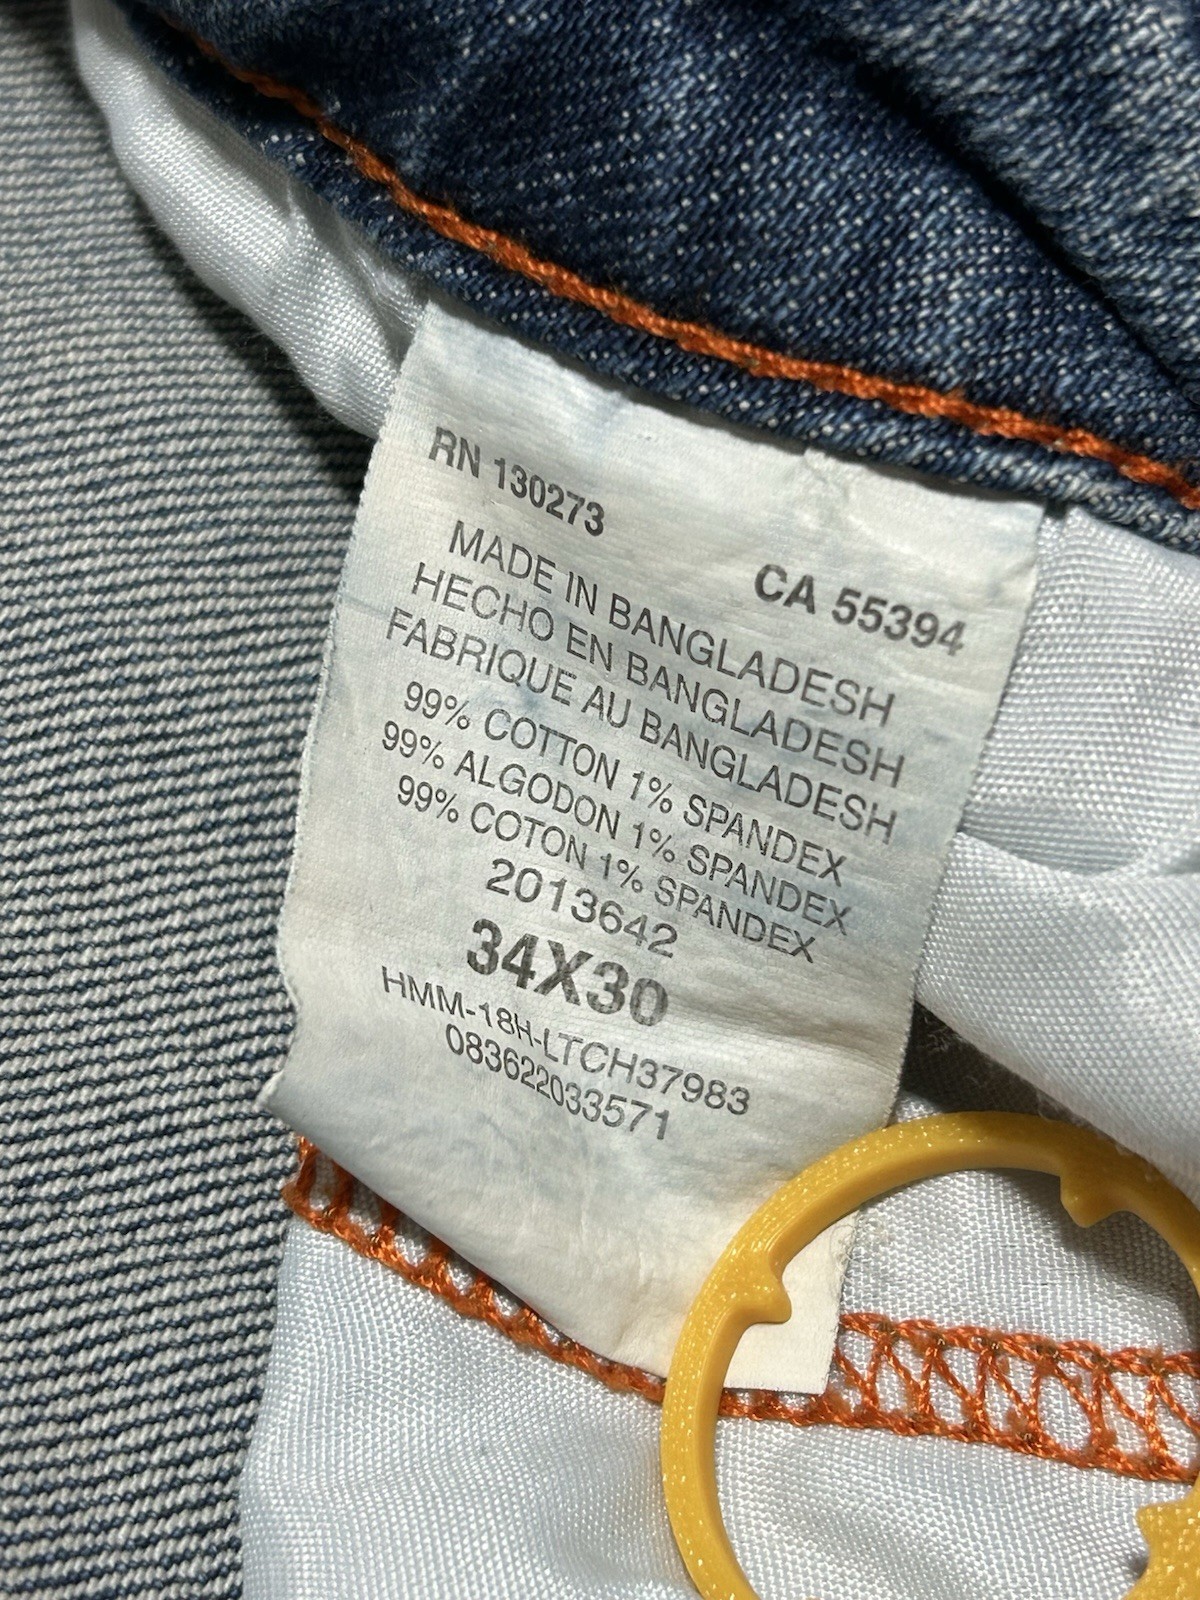 RN 130273
CA 55394
MADE IN BANGLADESH
HECHO EN BANGLADESH
FABRIQUE AU BANGLADESH
99% COTTON 1% SPANDEX
99% ALGODON 1% SPANDEX
99% COTON 1% SPANDEX
2013642
34X30
HMM-18H-LTCH37983
083622033571